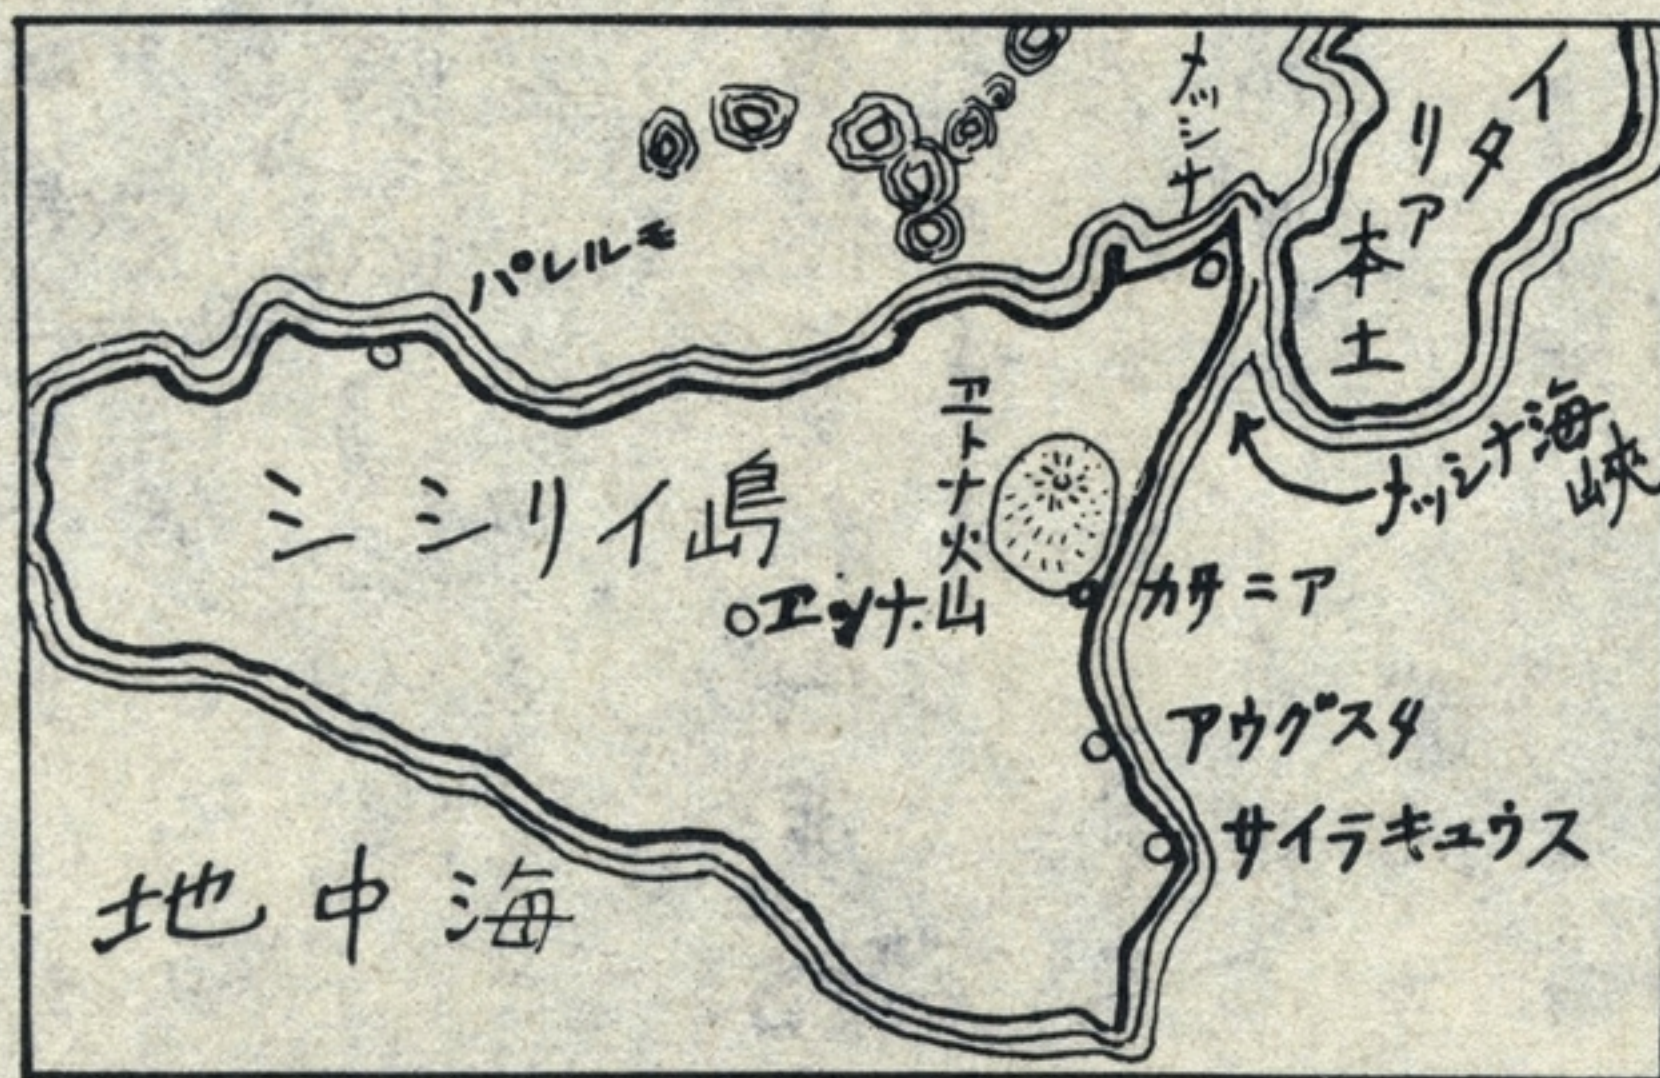 メッシナ
イタリア
本土
パレルモ
メッシナ海峡
シシリイ島
エトナ火山
エンナ
カタニア
アウグスタ
サイラキュウス
地中海